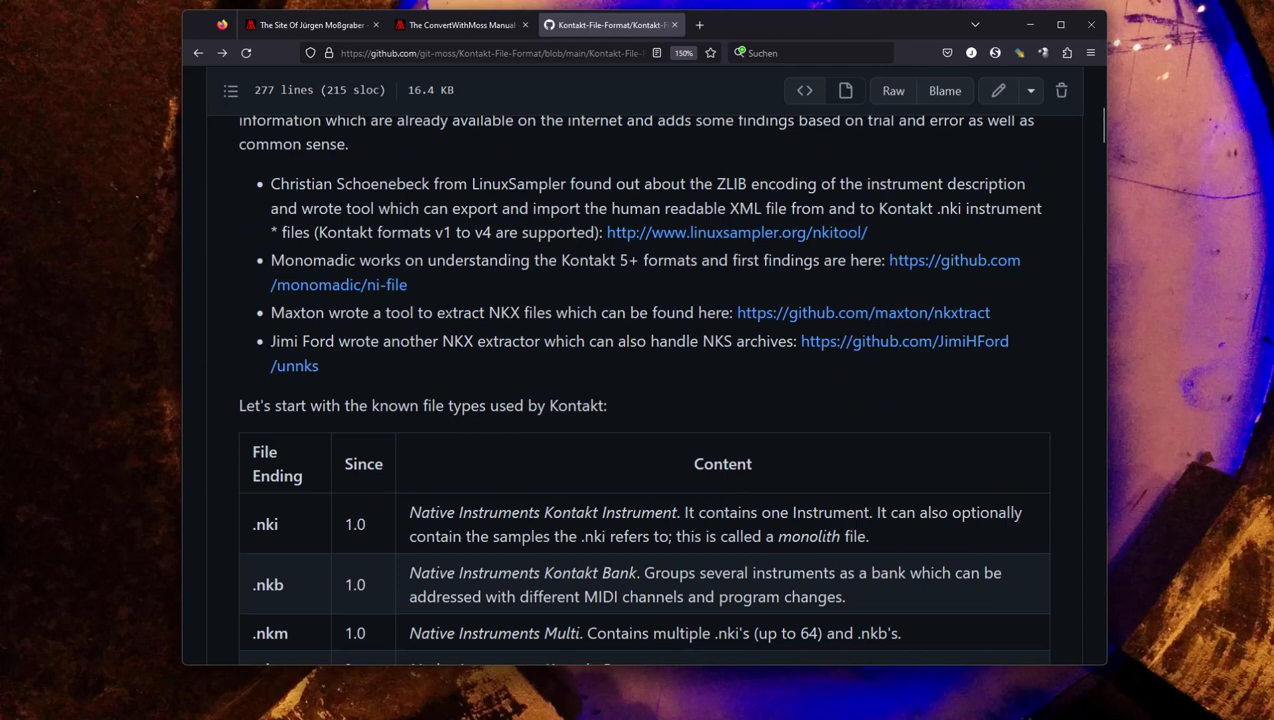 The Site Of Jürgen Moßgraber -
The ConvertWithMoss Manual
Kontakt-File-Format/Kontakt-F
https://github.com/git-moss/Kontakt-File-Format/blob/main/Kontakt-File-
150%
Suchen
277 lines (215 sloc)
16.4 KB
Raw
Blame
information which are already available on the internet and adds some findings based on trial and error as well as
common sense.
• Christian Schoenebeck from LinuxSampler found out about the ZLIB encoding of the instrument description
and wrote tool which can export and import the human readable XML file from and to Kontakt .nki instrument
* files (Kontakt formats v1 to v4 are supported): http://www.linuxsampler.org/nkitool/
• Monomadic works on understanding the Kontakt 5+ formats and first findings are here: https://github.com
/monomadic/ni-file
• Maxton wrote a tool to extract NKX files which can be found here: https://github.com/maxton/nkxtract
• Jimi Ford wrote another NKX extractor which can also handle NKS archives: https://github.com/JimiHFord
/unnks
Let's start with the known file types used by Kontakt:
File
Ending
Since
Content
.nki
1.0
Native Instruments Kontakt Instrument. It contains one Instrument. It can also optionally
contain the samples the .nki refers to; this is called a monolith file.
.nkb
1.0
Native Instruments Kontakt Bank. Groups several instruments as a bank which can be
addressed with different MIDI channels and program changes.
.nkm
1.0
Native Instruments Multi. Contains multiple .nki's (up to 64) and .nkb's.